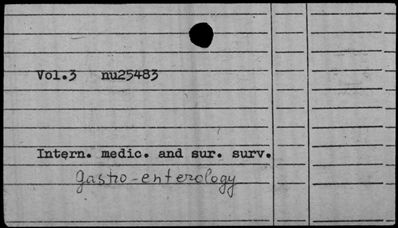 Vol.3 nu25483
Intern. medic. and sur. surv.
gastro-enterology